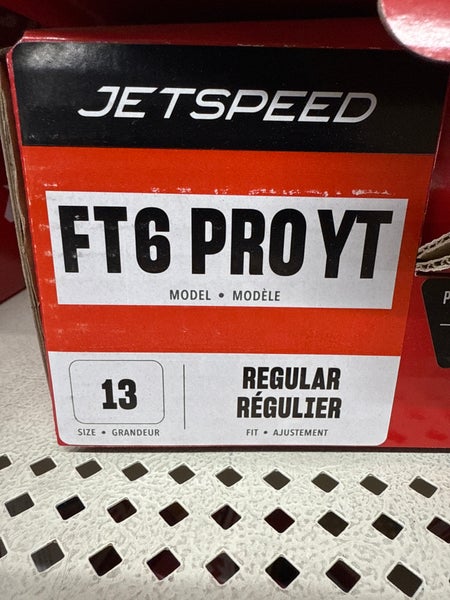 JETSPEED
FT6 PRO YT
MODEL • MODÈLE
13
SIZE • GRANDEUR
REGULAR
RÉGULIER
FIT • AJUSTEMENT